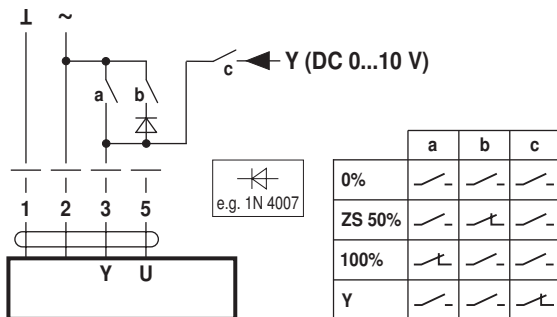 ⊥ ~
a b c Y (DC 0...10 V)
e.g. 1N 4007
1 2 3 5
Y U
a b c
0%
ZS 50%
100%
Y